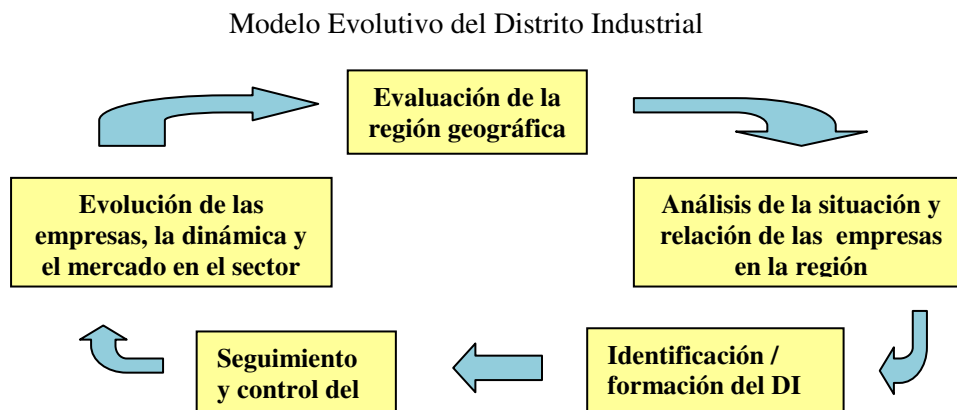 Modelo Evolutivo del Distrito Industrial
Evaluación de la
región geográfica
Análisis de la situación y
relación de las empresas
en la región
Identificación /
formación del DI
Seguimiento
y control del
Evolución de las
empresas, la dinámica y
el mercado en el sector